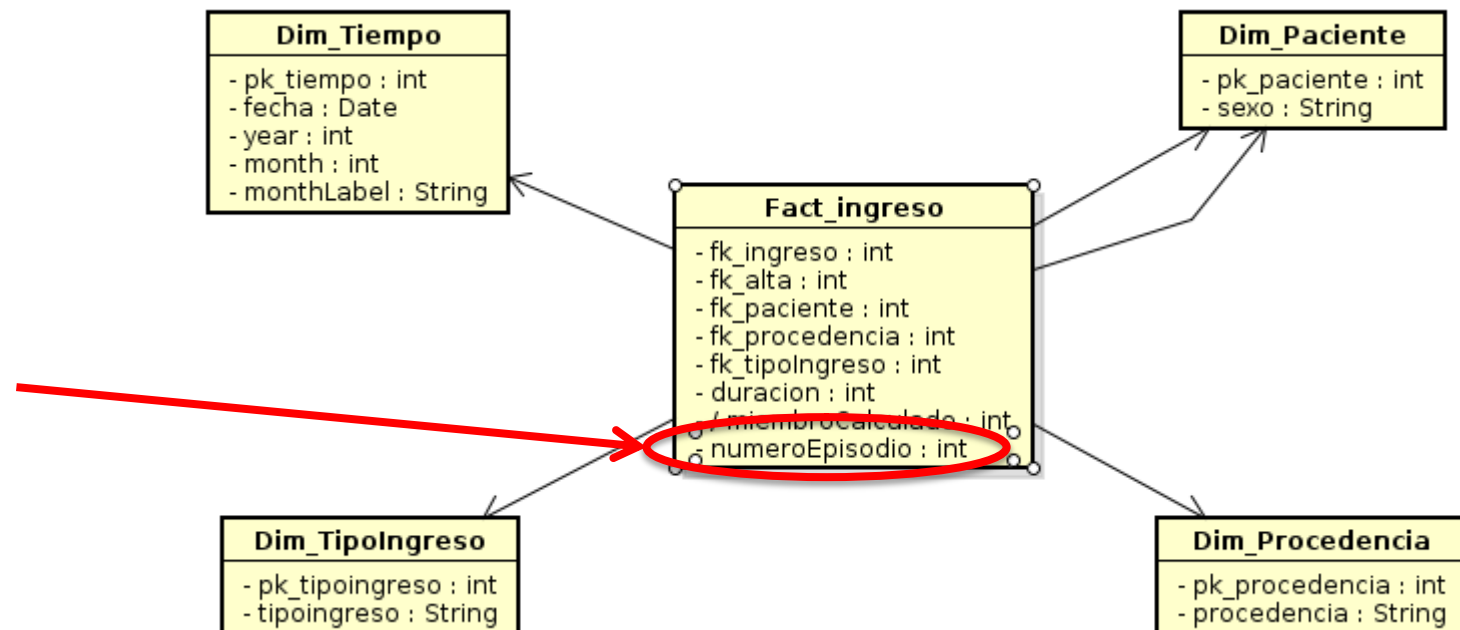 Dim_Tiempo
- pk_tiempo : int
- fecha : Date
- year : int
- month : int
- monthLabel : String
Dim_Paciente
- pk_paciente : int
- sexo : String
Fact_ingreso
- fk_ingreso : int
- fk_alta : int
- fk_paciente : int
- fk_procedencia : int
- fk_tipoIngreso : int
- duracion : int
- / miembroCalculado : int
- numeroEpisodio : int
Dim_TipoIngreso
- pk_tipoingreso : int
- tipoingreso : String
Dim_Procedencia
- pk_procedencia : int
- procedencia : String